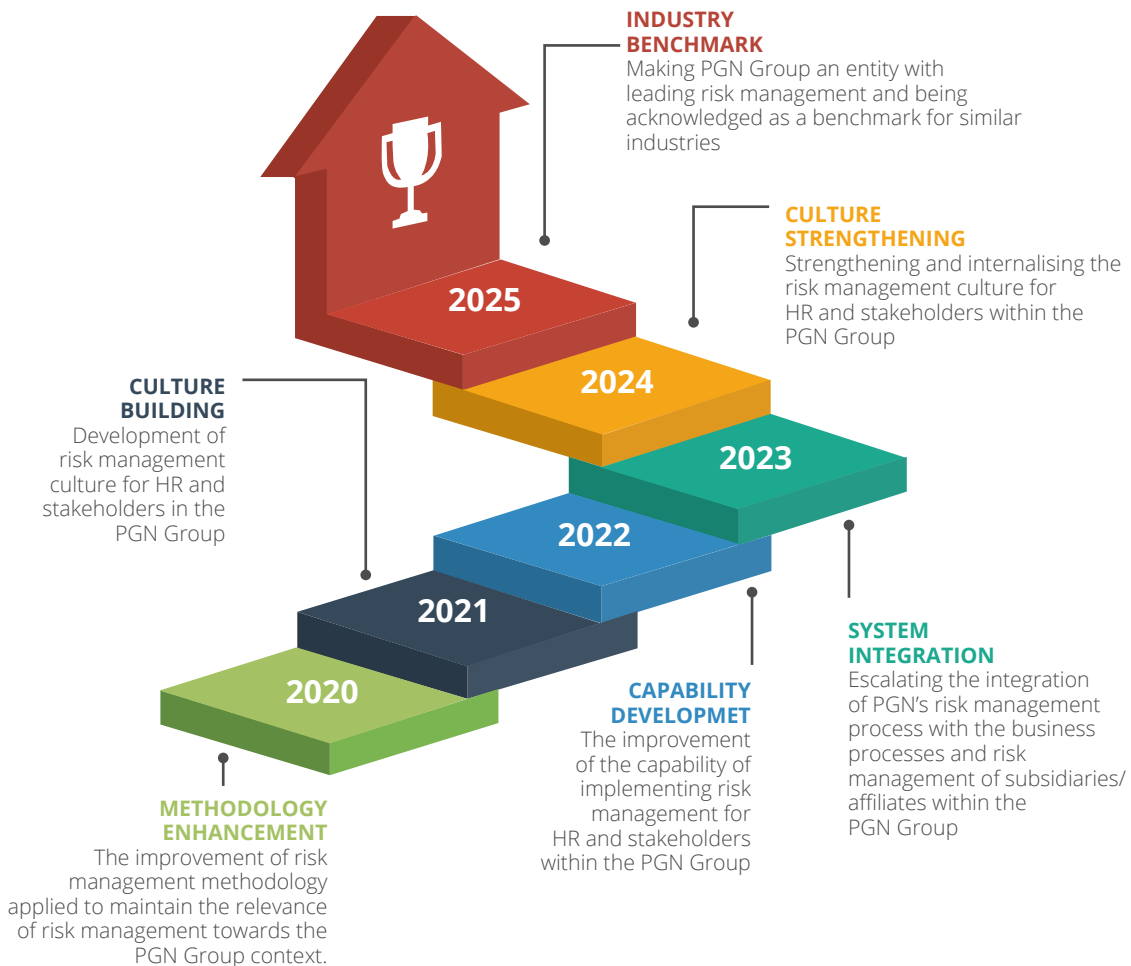 INDUSTRY
BENCHMARK
Making PGN Group an entity with
leading risk management and being
acknowledged as a benchmark for similar
industries
CULTURE
STRENGTHENING
Strengthening and internalising the
risk management culture for
HR and stakeholders within the
PGN Group
2025
2024
CULTURE
BUILDING
Development of
risk management
culture for HR and
stakeholders in the
PGN Group
2023
2022
2021
2020
SYSTEM
INTEGRATION
Escalating the integration
of PGN's risk management
process with the business
processes and risk
management of subsidiaries/
affiliates within the
PGN Group
CAPABILITY
DEVELOPMET
The improvement
of the capability of
implementing risk
management for
HR and stakeholders
within the PGN Group
METHODOLOGY
ENHANCEMENT
The improvement of risk
management methodology
applied to maintain the relevance
of risk management towards the
PGN Group context.